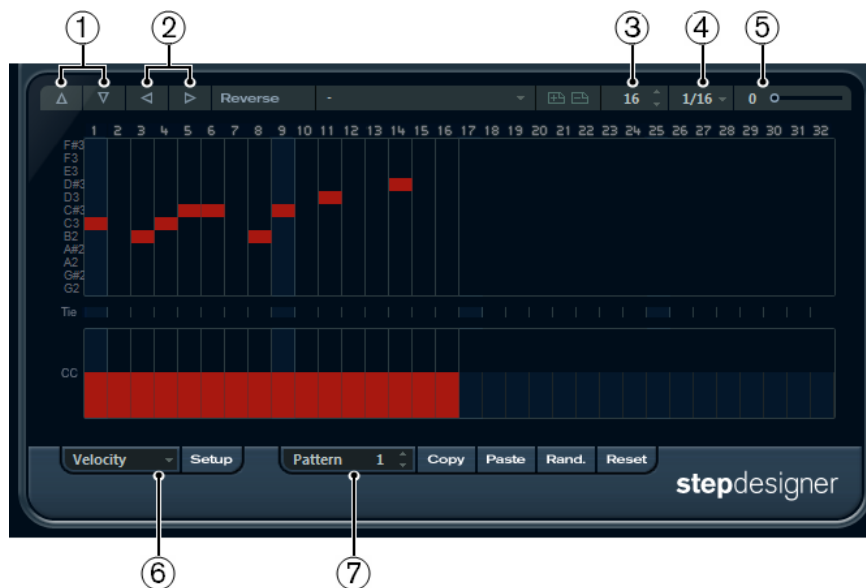 ① ② ③ ④ ⑤
Reverse - 16 1/16 0
1 2 3 4 5 6 7 8 9 10 11 12 13 14 15 16 17 18 19 20 21 22 23 24 25 26 27 28 29 30 31 32
F#3
F3
E3
D#3
D3
C#3
C3
B2
A#2
A2
G#2
G2
Tie
CC
Velocity Setup Pattern 1 Copy Paste Rand. Reset
stepdesigner
⑥ ⑦